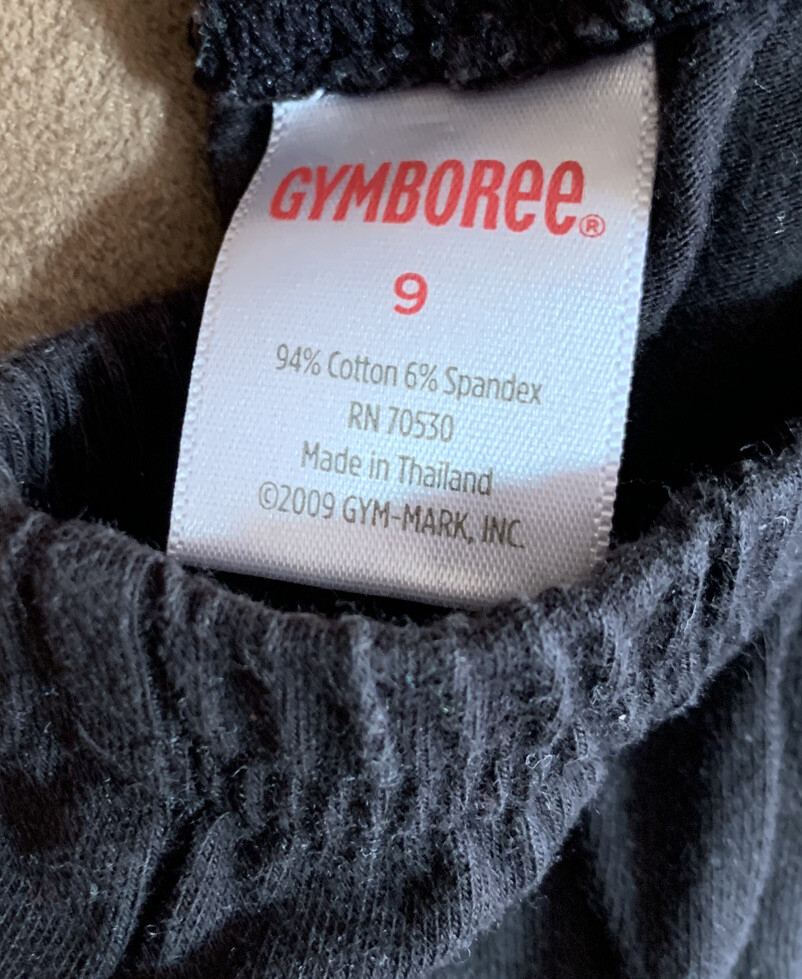 GYMBOREE®
9
94% Cotton 6% Spandex
RN 70530
Made in Thailand
©2009 GYM-MARK, INC.